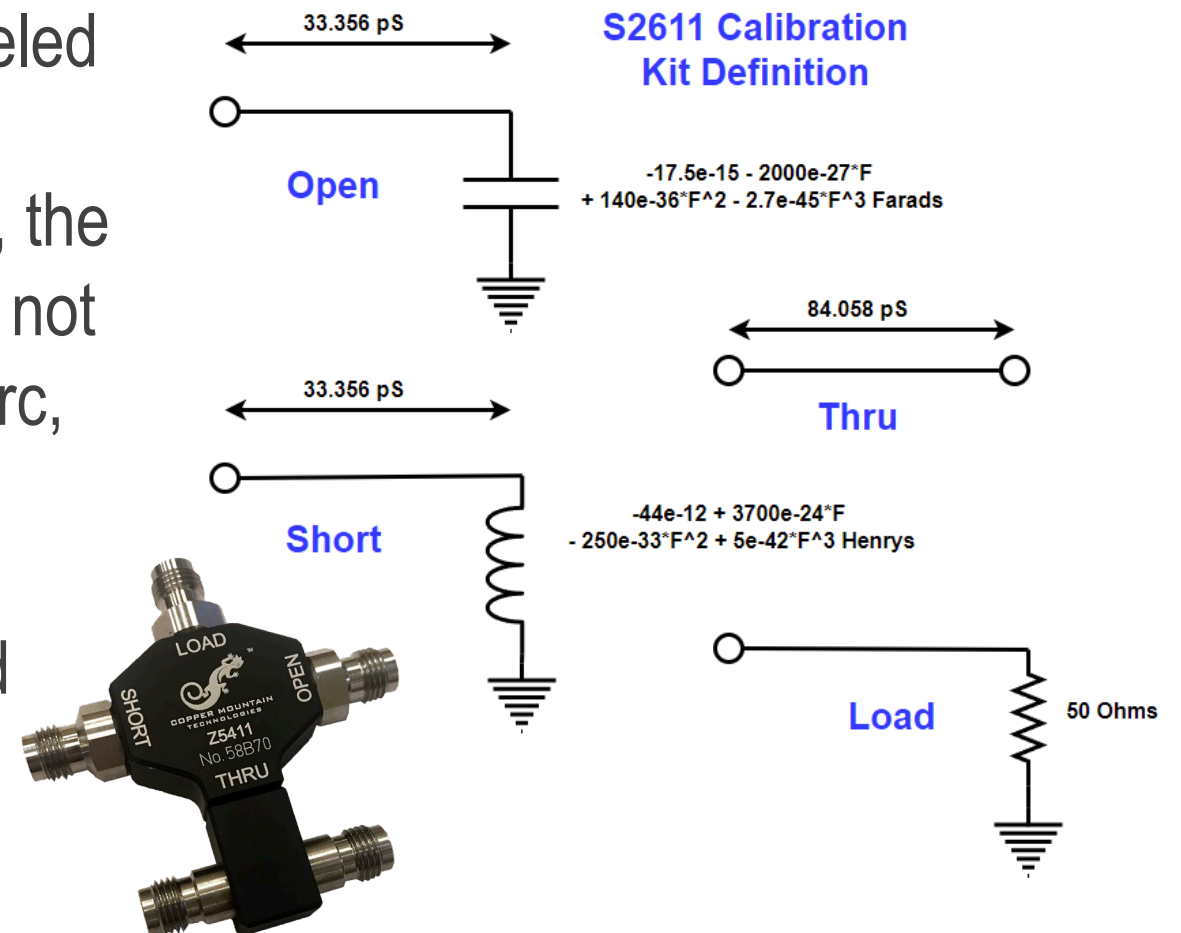 eled
, the
not
rc,
d
33.356 pS
S2611 Calibration
Kit Definition
Open
-17.5e-15 - 2000e-27*F
+ 140e-36*F^2 - 2.7e-45*F^3 Farads
84.058 pS
Thru
33.356 pS
Short
-44e-12 + 3700e-24*F
- 250e-33*F^2 + 5e-42*F^3 Henrys
Load
50 Ohms
LOAD
OPEN
SHORT
TM
COPPER MOUNTAIN
TECHNOLOGIES
Z5411
No.58B70
THRU